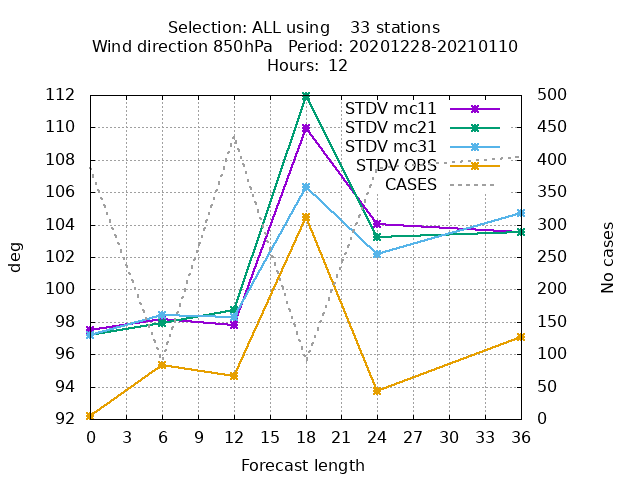 Selection: ALL using    33 stations
Wind direction 850hPa   Period: 20201228-20210110
Hours: 12
112 500
110 450
108 400
106 350
104 300
102 250
100 200
98 150
96 100
94 50
92 0
STDV mc11
STDV mc21
STDV mc31
STDV OBS
CASES
deg
No cases
0 3 6 9 12 15 18 21 24 27 30 33 36
Forecast length